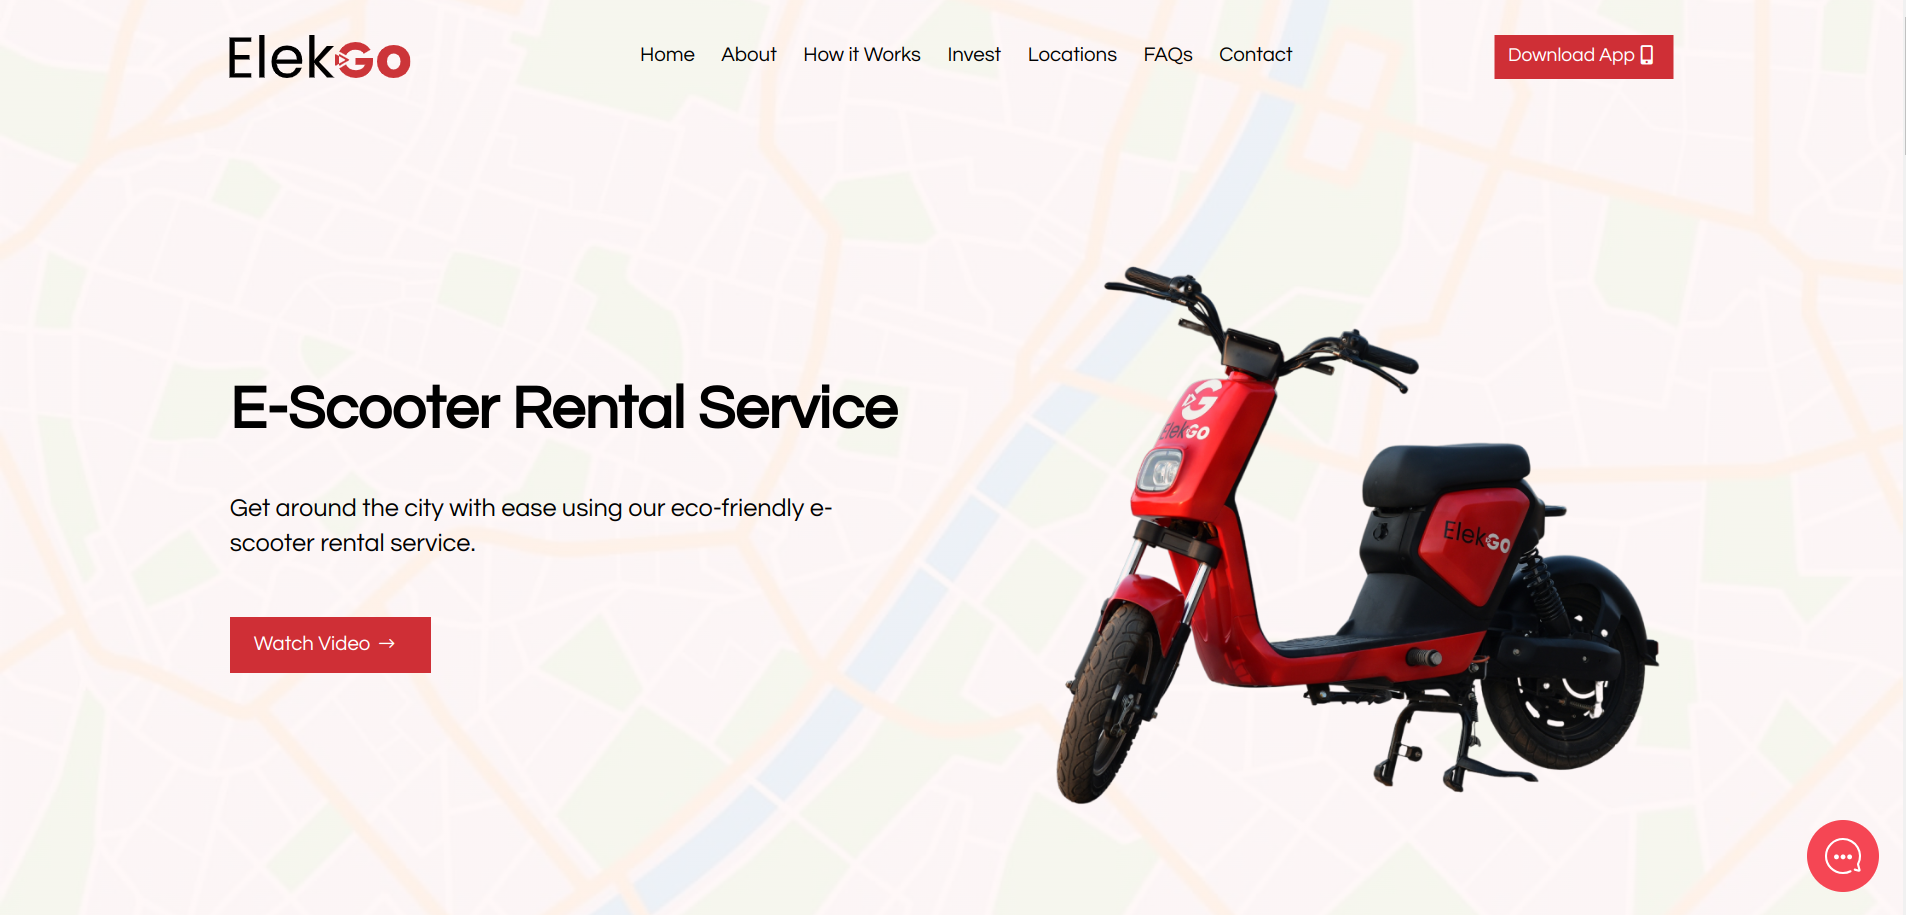 ElekGo
Home About How it Works Invest Locations FAQs Contact
Download App
E-Scooter Rental Service
Get around the city with ease using our eco-friendly e-
scooter rental service.
Watch Video →
ElekGo
ElekGo